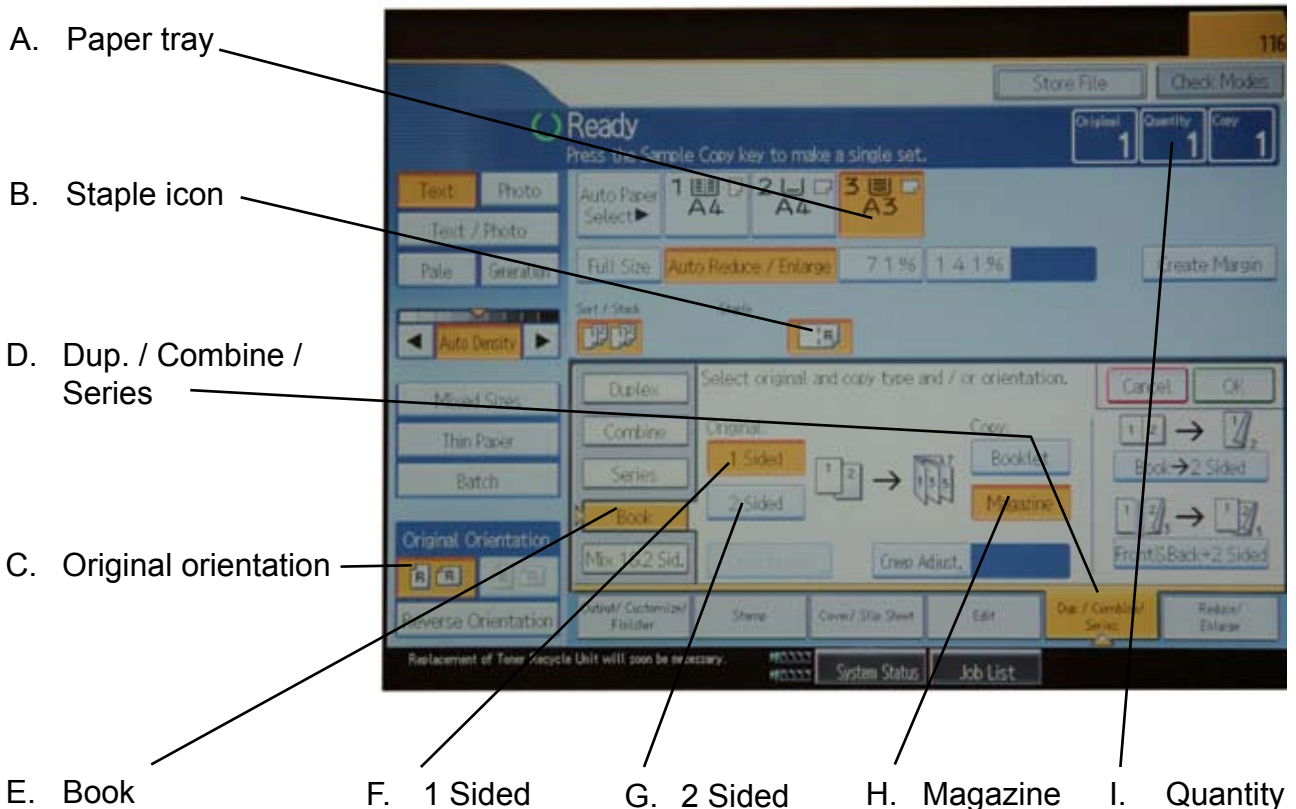 A. Paper tray
116
Store File Check Modes
Ready
Original 1 Quantity 1 Copy 1
Press the Sample Copy key to make a single set.
B. Staple icon
Text Photo
Auto Paper Select▶ 1 A4 2 A4 3 A3
Text / Photo
Pale Generation
Full Size Auto Reduce / Enlarge 71% 141% Create Margin
Sort / Stack Staple
◀ Auto Density ▶
D. Dup. / Combine /
Series
Duplex Select original and copy type and / or orientation. Cancel OK
Mixed Sizes
Combine Original: Copy:
Thin Paper
1 Sided Booklet
Series Book→2 Sided
Batch
2 Sided Magazine
Book
Original Orientation
Mix 1&2 Sid. Creep Adjust. Front&Back→2 Sided
C. Original orientation
Reverse Orientation
Output/ Customize/ Finisher Stamp Cover/ Slip Sheet Edit Dup./ Combine/ Series Reduce/ Enlarge
Replacement of Toner Recycle Unit will soon be necessary.
System Status Job List
E. Book F. 1 Sided G. 2 Sided H. Magazine I. Quantity